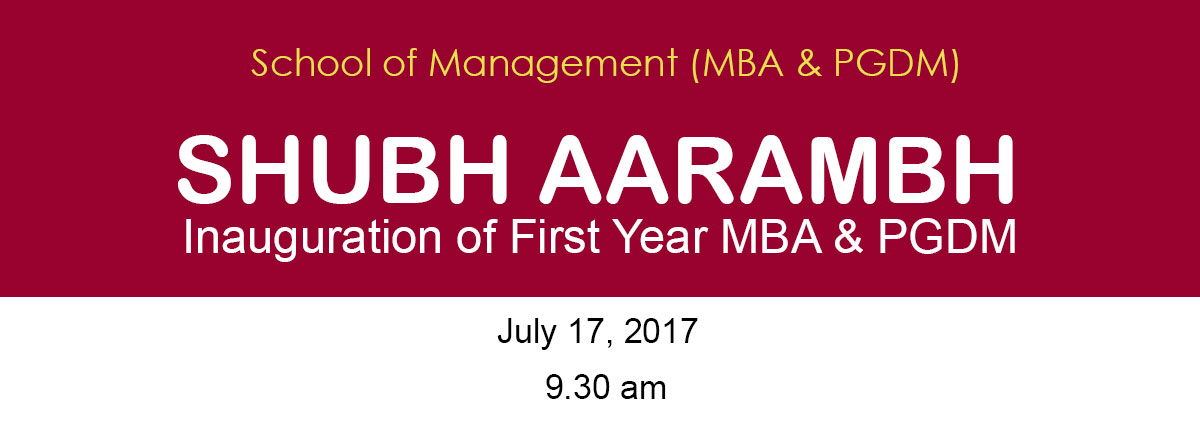 School of Management (MBA & PGDM)
SHUBH AARAMBH
Inauguration of First Year MBA & PGDM
July 17, 2017
9.30 am